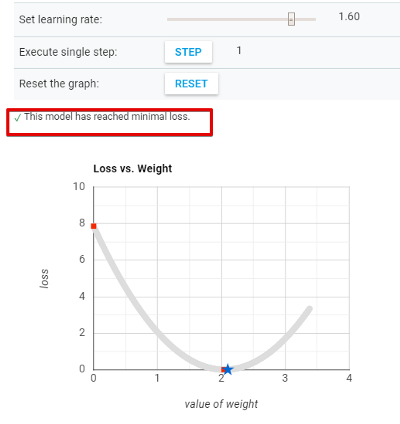 Set learning rate: 1.60
Execute single step: STEP 1
Reset the graph: RESET
✓ This model has reached minimal loss.
Loss vs. Weight
10
8
6
4
2
0
loss
0 1 2 3 4
value of weight